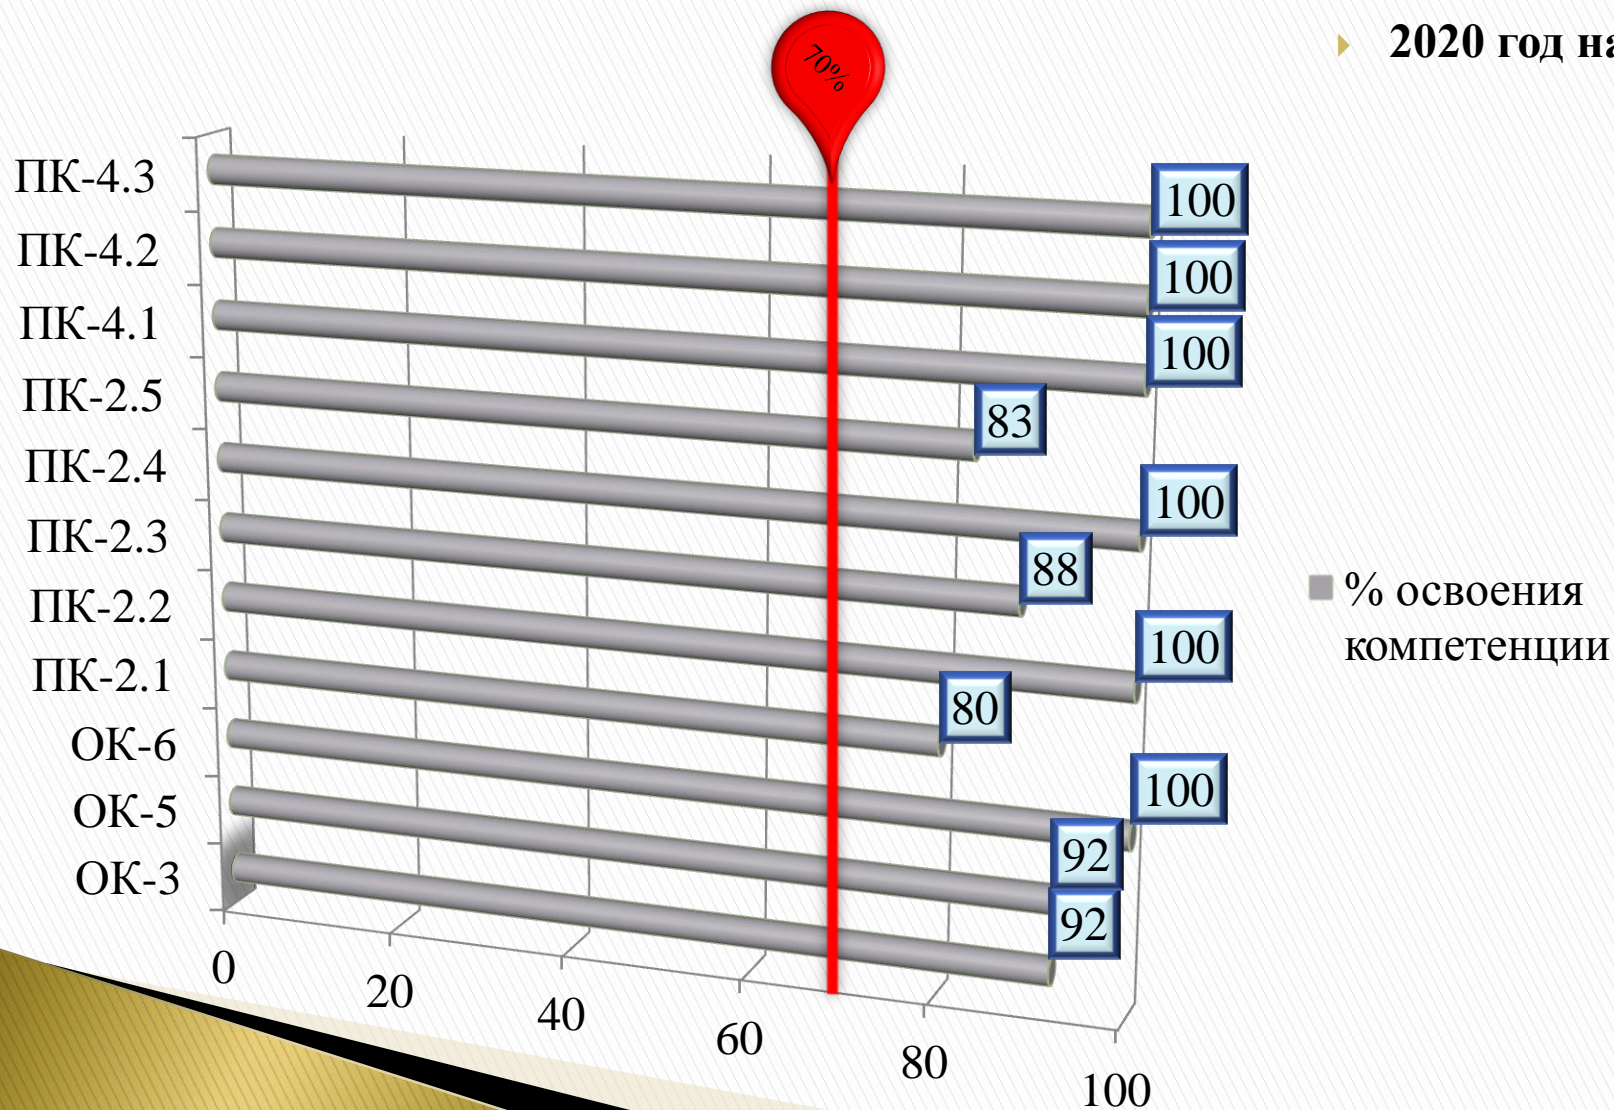 2020 год на
70%
ПК-4.3
100
ПК-4.2
100
ПК-4.1
100
ПК-2.5
83
ПК-2.4
100
ПК-2.3
88
ПК-2.2
100
ПК-2.1
80
ОК-6
100
ОК-5
92
ОК-3
92
% освоения
компетенции
0
20
40
60
80
100